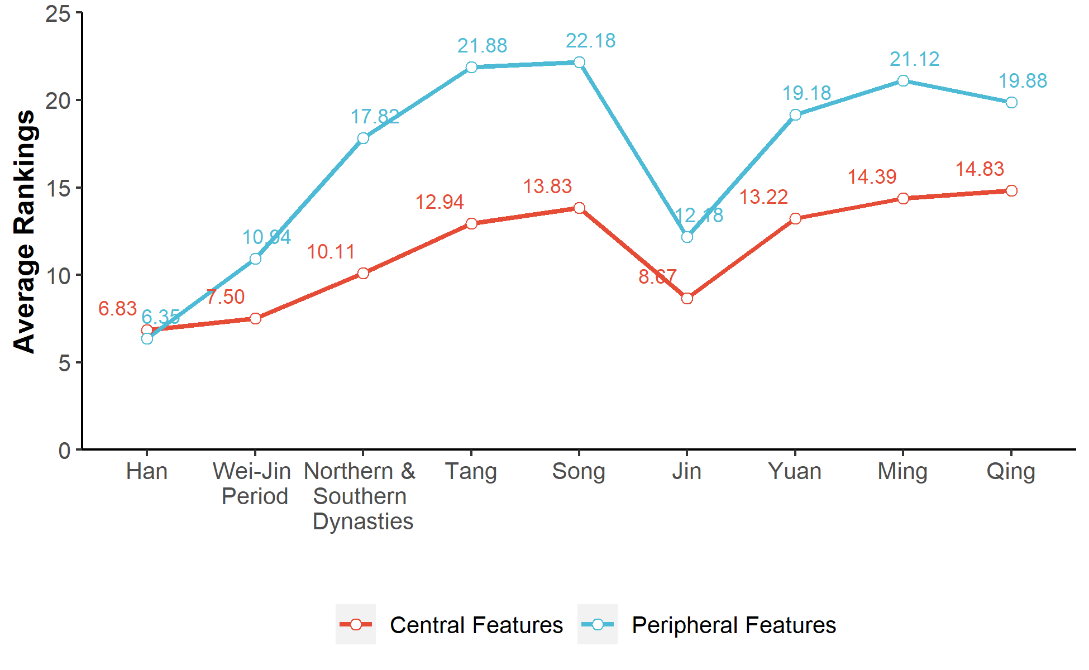 25
20
15
10
5
0
Average Rankings
6.83
7.50
10.11
12.94
13.83
8.67
13.22
14.39
14.83
6.35
10.94
17.82
21.88
22.18
12.18
19.18
21.12
19.88
Han
Wei-Jin
Period
Northern &
Southern
Dynasties
Tang
Song
Jin
Yuan
Ming
Qing
Central Features
Peripheral Features